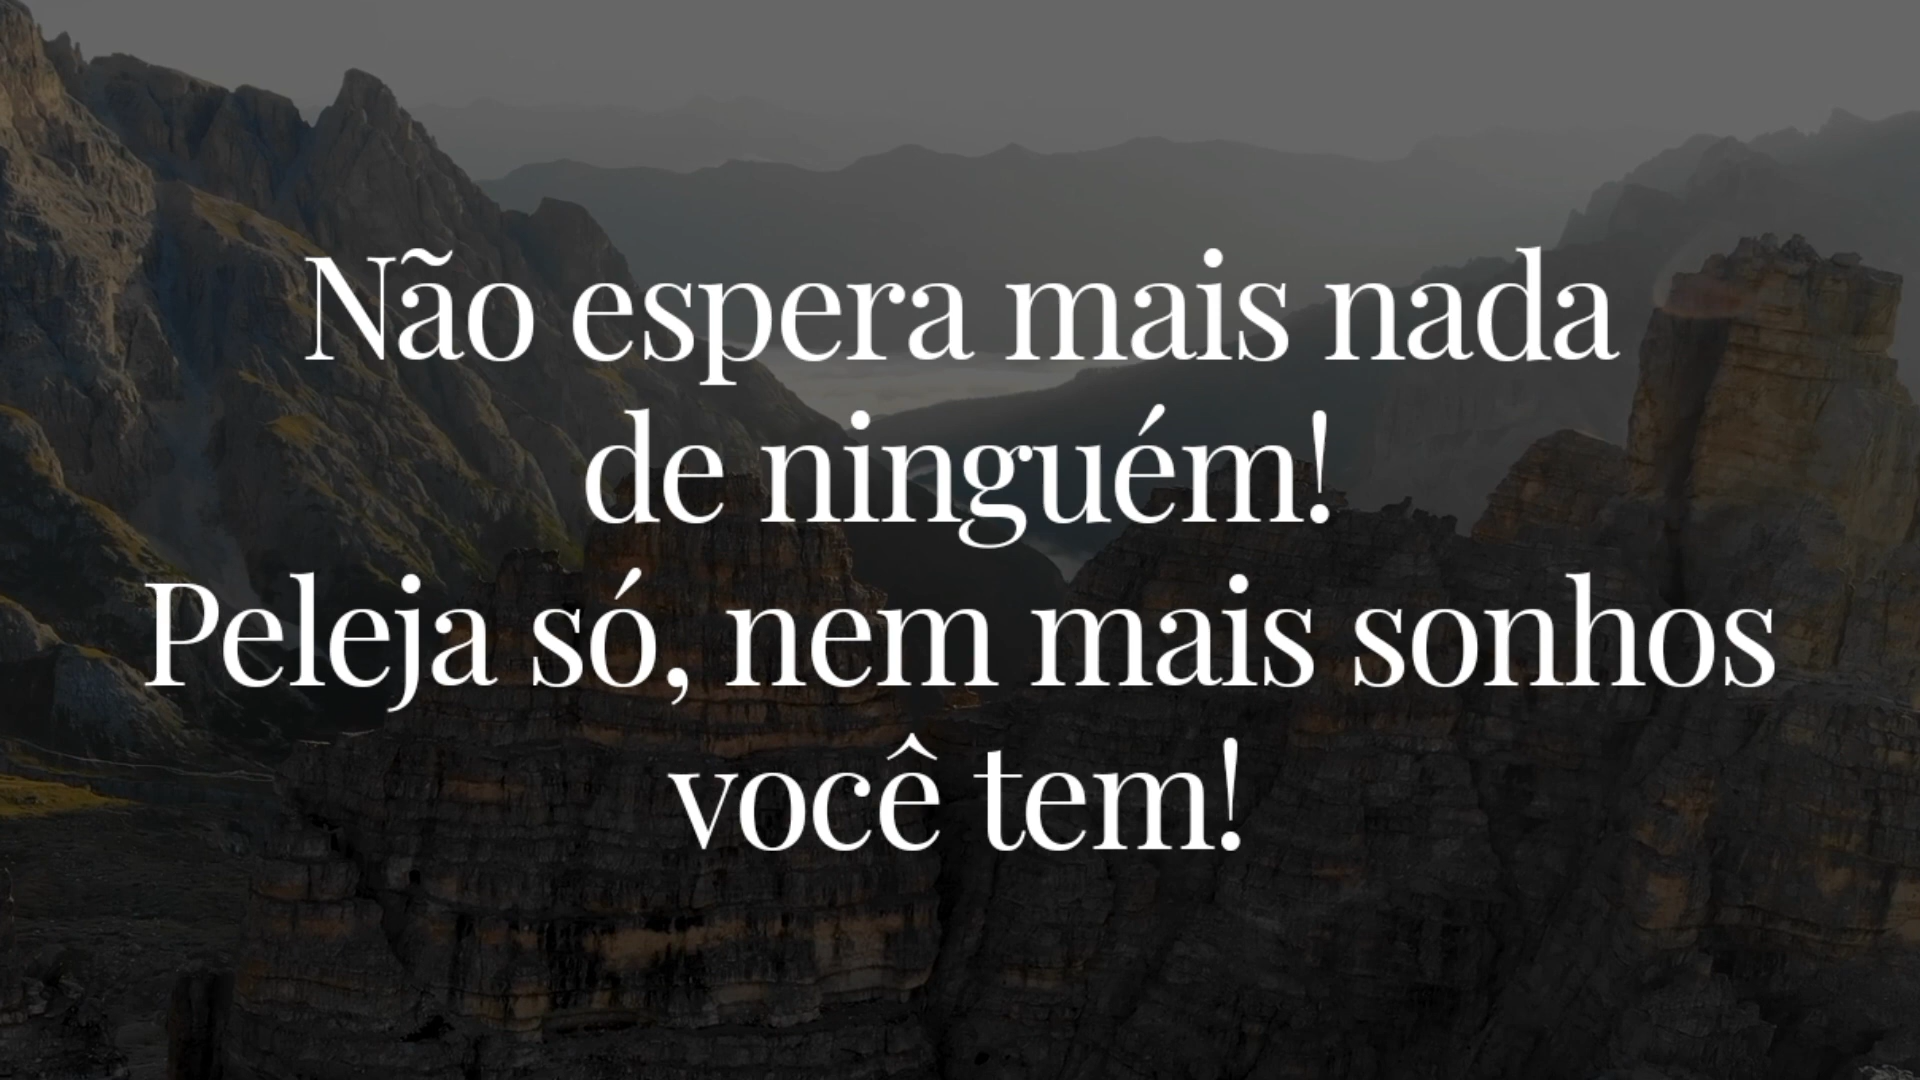 Não espera mais nada
de ninguém!
Peleja só, nem mais sonhos
você tem!